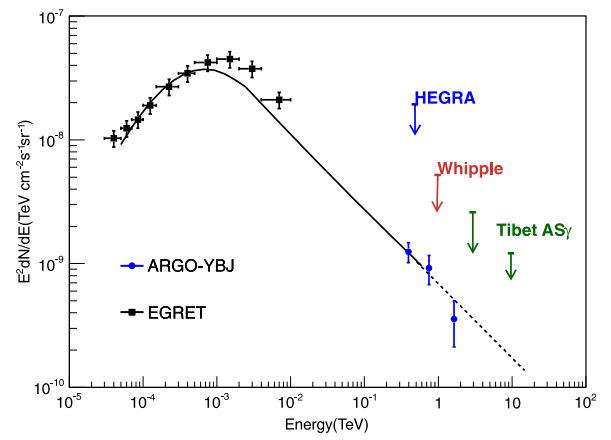 E²dN/dE(TeV cm⁻²s⁻¹sr⁻¹)
10⁻⁷
10⁻⁸
10⁻⁹
10⁻¹⁰
HEGRA
Whipple
Tibet ASγ
ARGO-YBJ
EGRET
10⁻⁵ 10⁻⁴ 10⁻³ 10⁻² 10⁻¹ 1 10 10²
Energy(TeV)